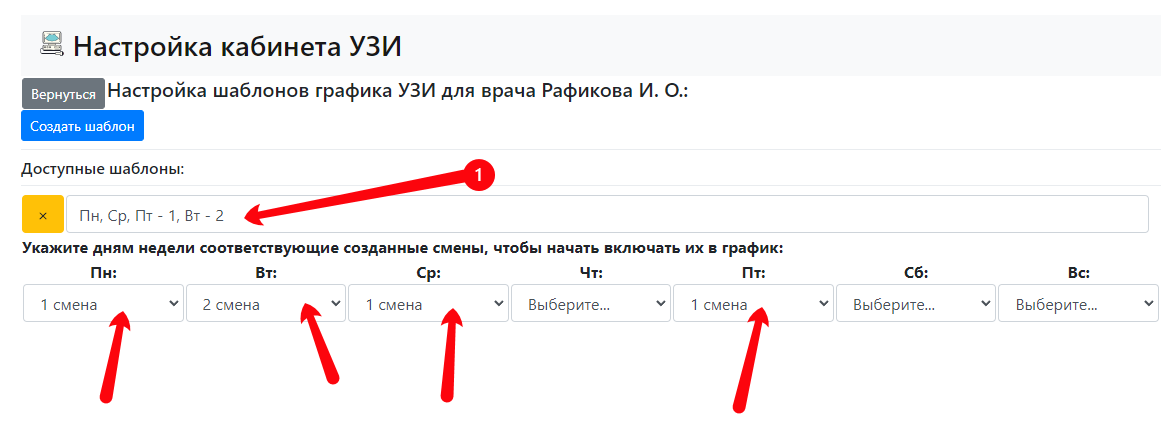 Настройка кабинета УЗИ
Вернуться Настройка шаблонов графика УЗИ для врача Рафикова И. О.:
Создать шаблон
Доступные шаблоны:
1
× Пн, Ср, Пт - 1, Вт - 2
Укажите дням недели соответствующие созданные смены, чтобы начать включать их в график:
Пн: Вт: Ср: Чт: Пт: Сб: Вс:
1 смена 2 смена 1 смена Выберите... 1 смена Выберите... Выберите...